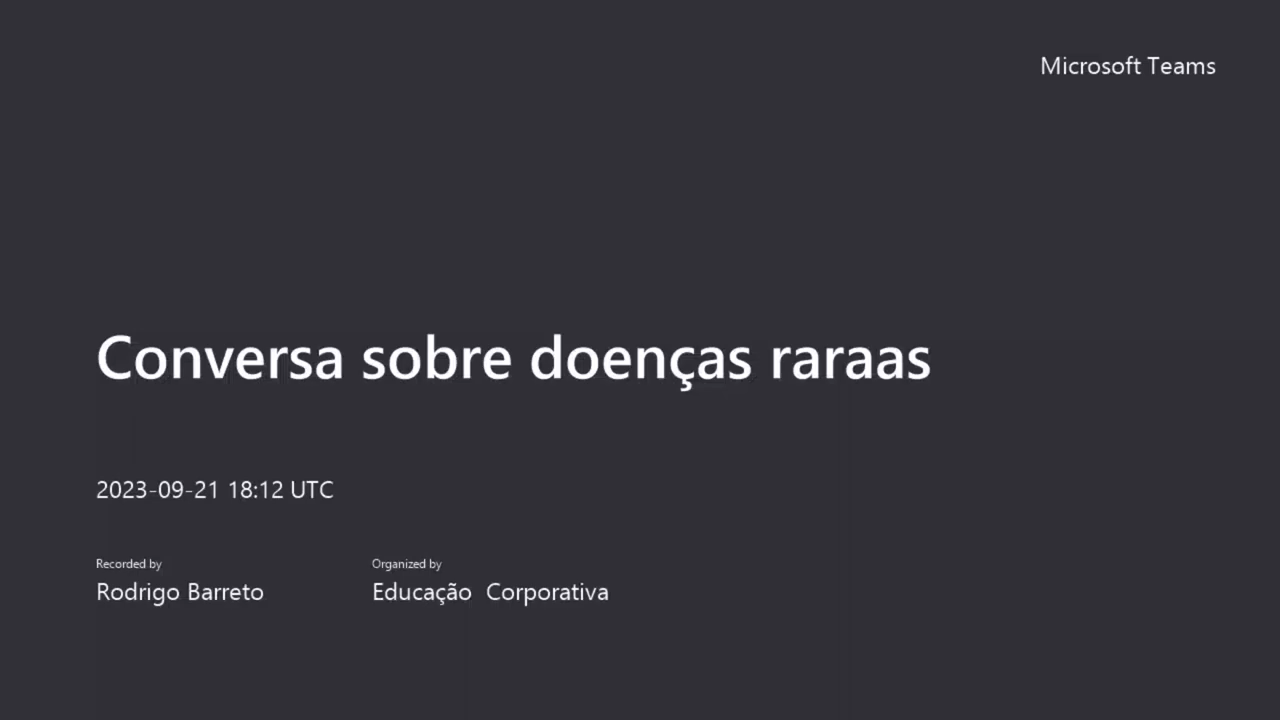 Microsoft Teams
Conversa sobre doenças raraas
2023-09-21 18:12 UTC
Recorded by
Rodrigo Barreto
Organized by
Educação  Corporativa